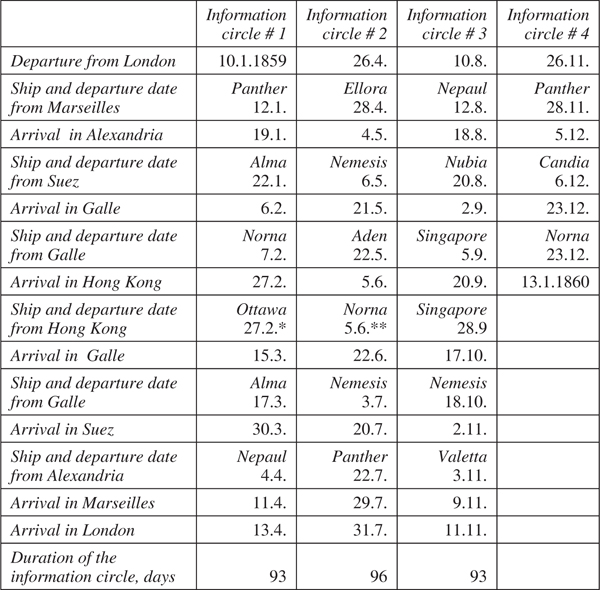 Information Information Information Information
circle # 1 circle # 2 circle # 3 circle # 4
Departure from London 10.1.1859 26.4. 10.8. 26.11.
Ship and departure date Panther Ellora Nepaul Panther
from Marseilles 12.1. 28.4. 12.8. 28.11.
Arrival in Alexandria 19.1. 4.5. 18.8. 5.12.
Ship and departure date Alma Nemesis Nubia Candia
from Suez 22.1. 6.5. 20.8. 6.12.
Arrival in Galle 6.2. 21.5. 2.9. 23.12.
Ship and departure date Norna Aden Singapore Norna
from Galle 7.2. 22.5. 5.9. 23.12.
Arrival in Hong Kong 27.2. 5.6. 20.9. 13.1.1860
Ship and departure date Ottawa Norna Singapore
from Hong Kong 27.2.* 5.6.** 28.9
Arrival in Galle 15.3. 22.6. 17.10.
Ship and departure date Alma Nemesis Nemesis
from Galle 17.3. 3.7. 18.10.
Arrival in Suez 30.3. 20.7. 2.11.
Ship and departure date Nepaul Panther Valetta
from Alexandria 4.4. 22.7. 3.11.
Arrival in Marseilles 11.4. 29.7. 9.11.
Arrival in London 13.4. 31.7. 11.11.
Duration of the
information circle, days 93 96 93